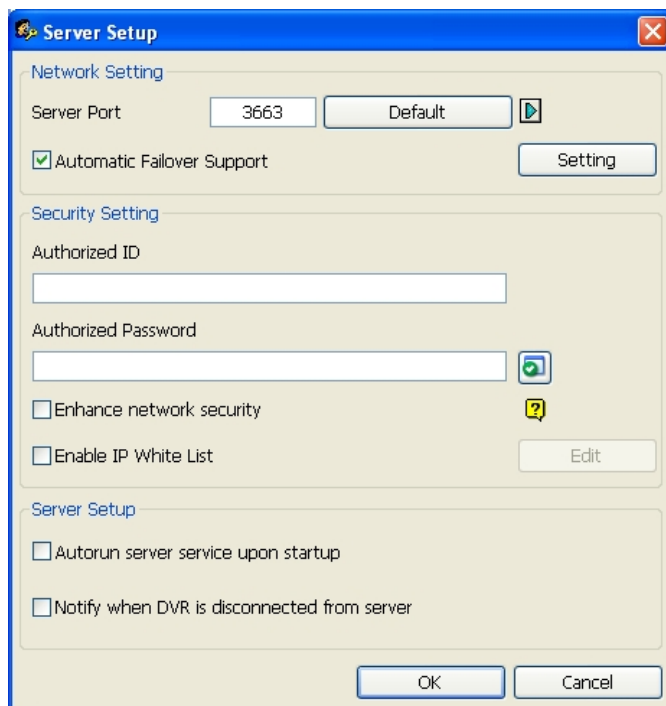 Server Setup
Network Setting
Server Port 3663 Default
Automatic Failover Support Setting
Security Setting
Authorized ID
Authorized Password
Enhance network security ?
Enable IP White List Edit
Server Setup
Autorun server service upon startup
Notify when DVR is disconnected from server
OK Cancel